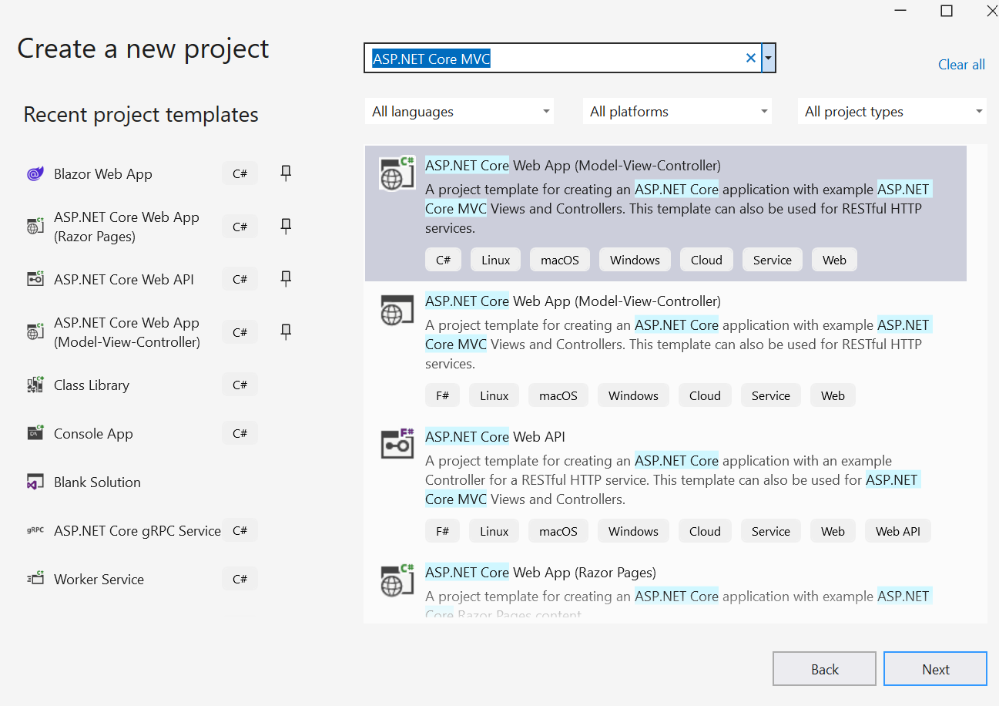 Create a new project
ASP.NET Core MVC
Clear all
Recent project templates
All languages
All platforms
All project types
Blazor Web App
C#
ASP.NET Core Web App
(Razor Pages)
C#
ASP.NET Core Web API
C#
ASP.NET Core Web App
(Model-View-Controller)
C#
Class Library
C#
Console App
C#
Blank Solution
gRPC
ASP.NET Core gRPC Service
C#
Worker Service
C#
C#
ASP.NET Core Web App (Model-View-Controller)
A project template for creating an ASP.NET Core application with example ASP.NET
Core MVC Views and Controllers. This template can also be used for RESTful HTTP
services.
C# Linux macOS Windows Cloud Service Web
ASP.NET Core Web App (Model-View-Controller)
A project template for creating an ASP.NET Core application with example ASP.NET
Core MVC Views and Controllers. This template can also be used for RESTful HTTP
services.
F# Linux macOS Windows Cloud Service Web
F#
ASP.NET Core Web API
A project template for creating an ASP.NET Core application with an example
Controller for a RESTful HTTP service. This template can also be used for ASP.NET
Core MVC Views and Controllers.
F# Linux macOS Windows Cloud Service Web Web API
C#
ASP.NET Core Web App (Razor Pages)
A project template for creating an ASP.NET Core application with example ASP.NET
Core Razor Pages content
Back
Next